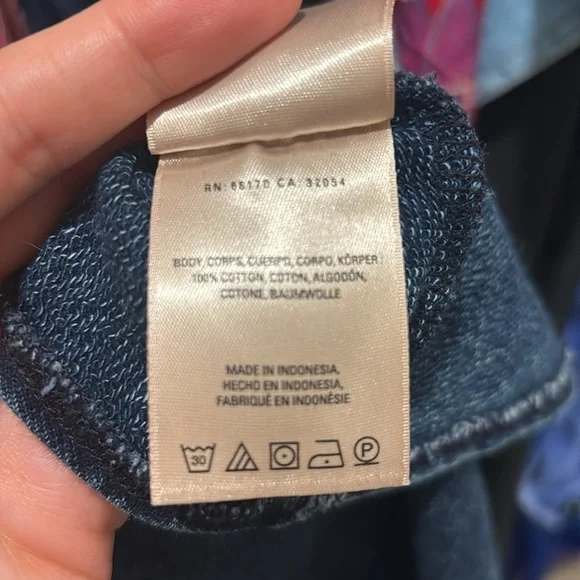 RN: 66170 CA: 32054
BODY, CORPS, CUERPO, CORPO, KÖRPER:
100% COTTON, COTON, ALGODÓN,
COTONE, BAUMWOLLE
MADE IN INDONESIA,
HECHO EN INDONESIA,
FABRIQUÉ EN INDONÉSIE
30 P